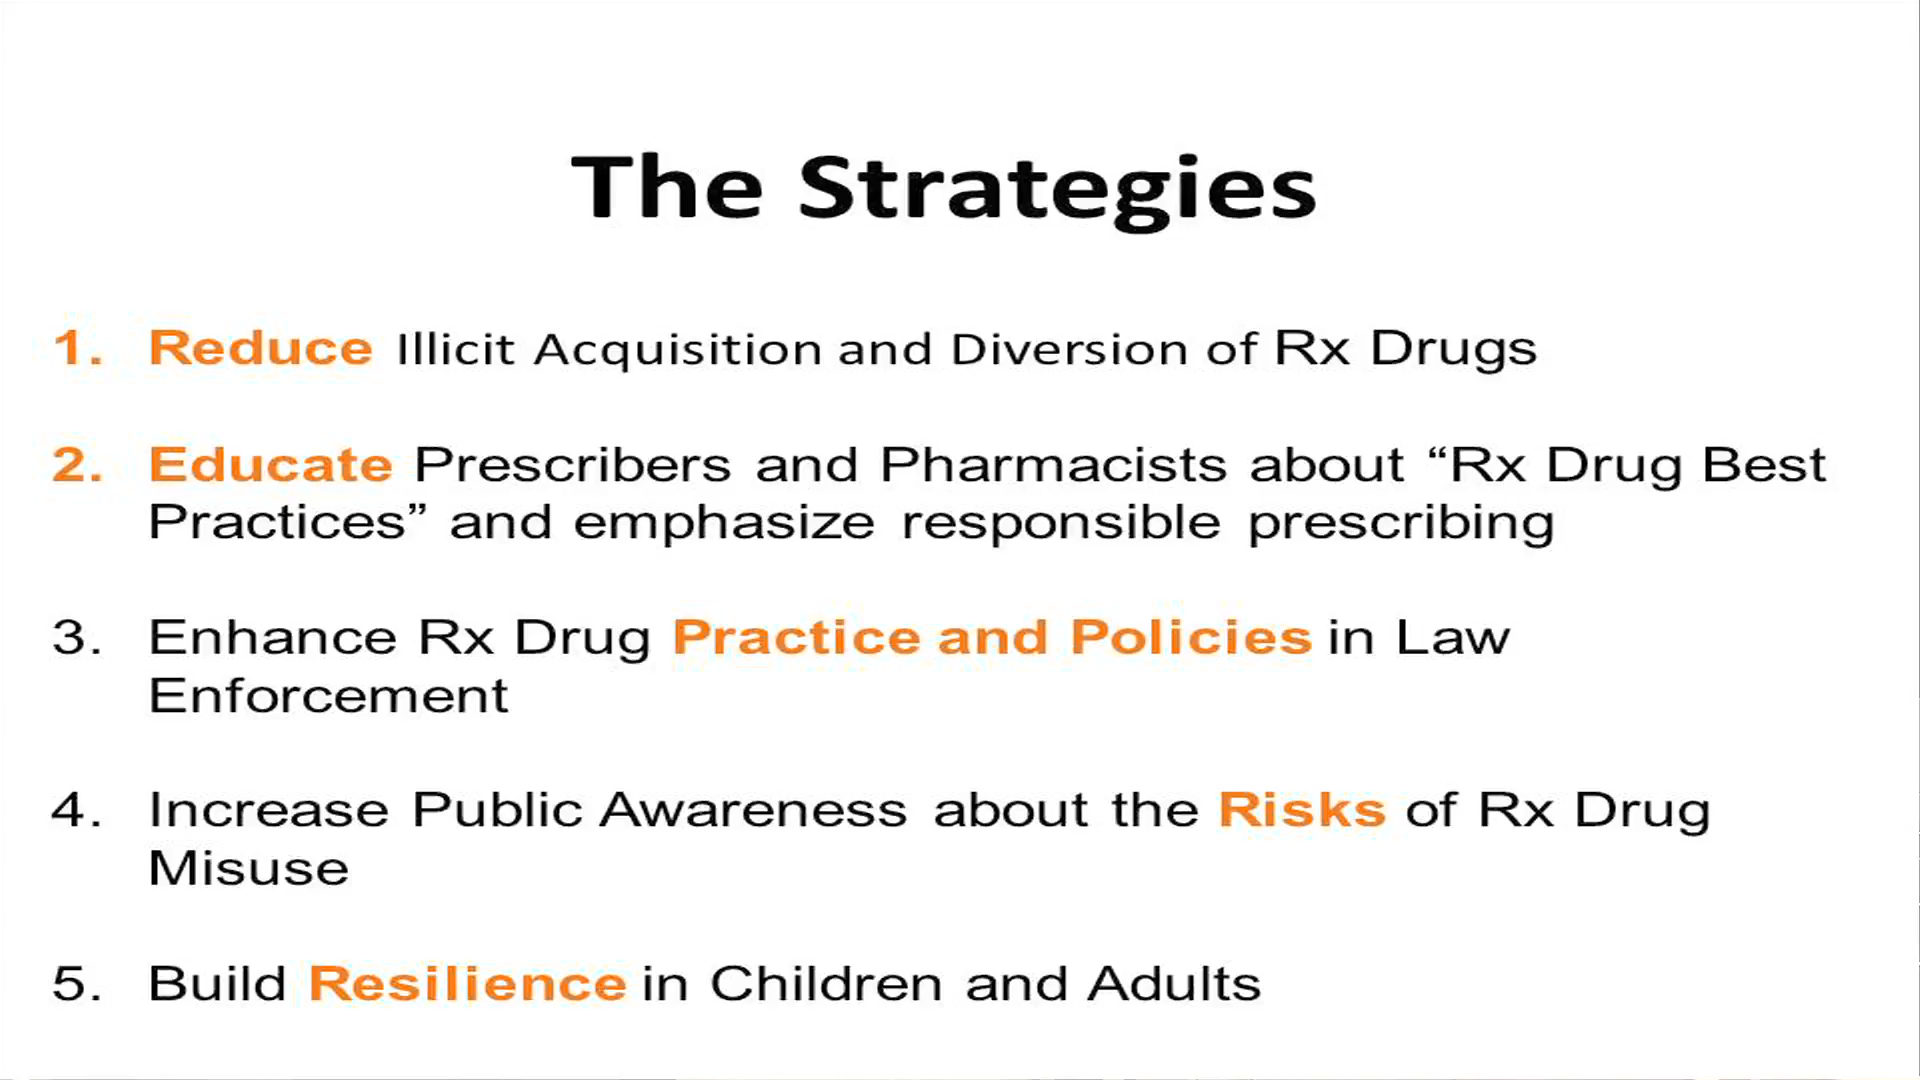 The Strategies
1. Reduce Illicit Acquisition and Diversion of Rx Drugs
2. Educate Prescribers and Pharmacists about “Rx Drug Best
Practices” and emphasize responsible prescribing
3. Enhance Rx Drug Practice and Policies in Law
Enforcement
4. Increase Public Awareness about the Risks of Rx Drug
Misuse
5. Build Resilience in Children and Adults